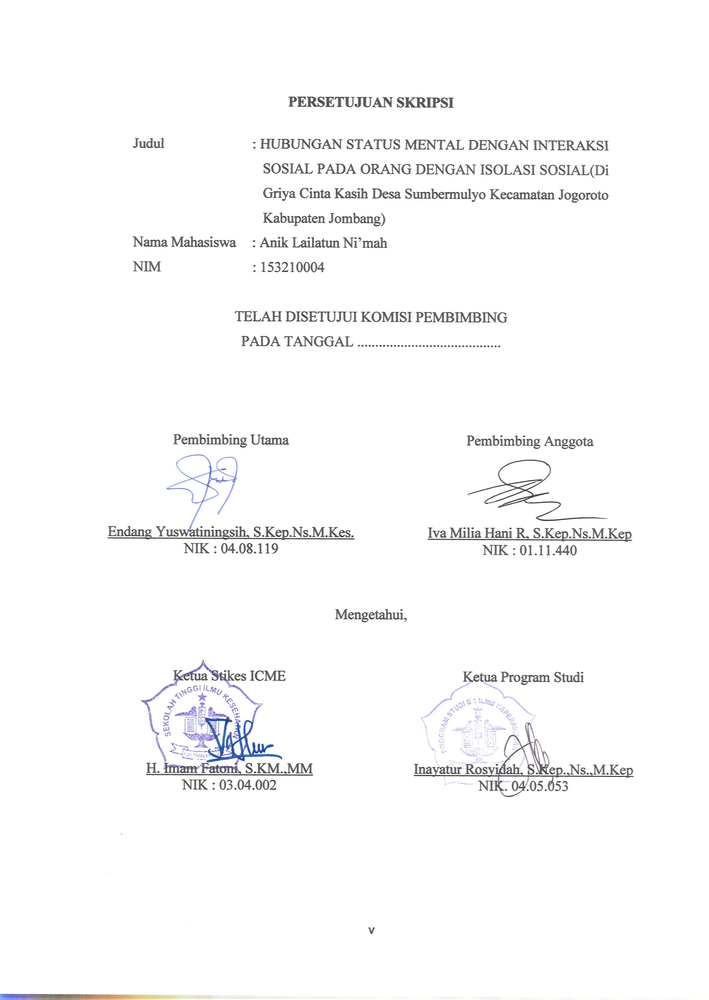 PERSETUJUAN SKRIPSI
Judul : HUBUNGAN STATUS MENTAL DENGAN INTERAKSI
SOSIAL PADA ORANG DENGAN ISOLASI SOSIAL(Di
Griya Cinta Kasih Desa Sumbermulyo Kecamatan Jogoroto
Kabupaten Jombang)
Nama Mahasiswa : Anik Lailatun Ni’mah
NIM : 153210004
TELAH DISETUJUI KOMISI PEMBIMBING
PADA TANGGAL ........................................
Pembimbing Utama Pembimbing Anggota
Endang Yuswatiningsih, S.Kep.Ns.M.Kes. Iva Milia Hani R, S.Kep.Ns.M.Kep
NIK : 04.08.119 NIK : 01.11.440
Mengetahui,
Ketua Stikes ICME Ketua Program Studi
SEKOLAH TINGGI ILMU KESEHATAN
PROGRAM STUDI S 1 ILMU KEPERAWATAN
H. Imam Fatoni, S.KM.,MM Inayatur Rosyidah, S.Kep.,Ns.,M.Kep
NIK : 03.04.002 NIK. 04.05.053
v